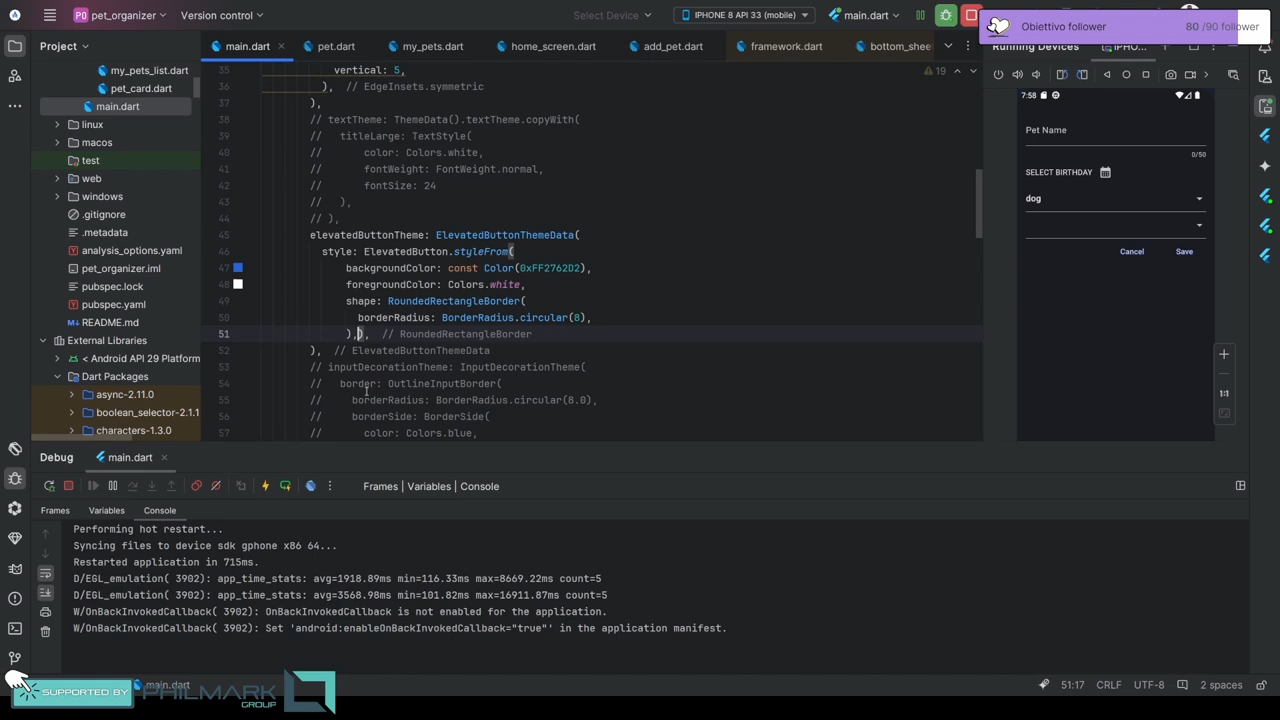 pet_organizer
Version control
Select Device
IPHONE 8 API 33 (mobile)
main.dart
Obiettivo follower
80 /90 follower
Project
main.dart
pet.dart
my_pets.dart
home_screen.dart
add_pet.dart
framework.dart
bottom_shee
Running Devices
IPHO
my_pets_list.dart
pet_card.dart
main.dart
linux
macos
test
web
windows
.gitignore
.metadata
analysis_options.yaml
pet_organizer.iml
pubspec.lock
pubspec.yaml
README.md
External Libraries
< Android API 29 Platform
Dart Packages
async-2.11.0
boolean_selector-2.1.1
characters-1.3.0
19
35 vertical: 5,
36 ), // EdgeInsets.symmetric
37 ),
38 // textTheme: ThemeData().textTheme.copyWith(
39 // titleLarge: TextStyle(
40 // color: Colors.white,
41 // fontWeight: FontWeight.normal,
42 // fontSize: 24
43 // ),
44 // ),
45 elevatedButtonTheme: ElevatedButtonThemeData(
46 style: ElevatedButton.styleFrom(
47 backgroundColor: const Color(0xFF2762D2),
48 foregroundColor: Colors.white,
49 shape: RoundedRectangleBorder(
50 borderRadius: BorderRadius.circular(8),
51 ),), // RoundedRectangleBorder
52 ), // ElevatedButtonThemeData
53 // inputDecorationTheme: InputDecorationTheme(
54 // border: OutlineInputBorder(
55 // borderRadius: BorderRadius.circular(8.0),
56 // borderSide: BorderSide(
57 // color: Colors.blue,
7:58
Pet Name
0/50
SELECT BIRTHDAY
dog
Cancel
Save
1:1
Debug
main.dart
Frames | Variables | Console
Frames
Variables
Console
Performing hot restart...
Syncing files to device sdk gphone x86 64...
Restarted application in 715ms.
D/EGL_emulation( 3902): app_time_stats: avg=1918.89ms min=116.33ms max=8669.22ms count=5
D/EGL_emulation( 3902): app_time_stats: avg=3568.98ms min=101.82ms max=16911.87ms count=5
W/OnBackInvokedCallback( 3902): OnBackInvokedCallback is not enabled for the application.
W/OnBackInvokedCallback( 3902): Set 'android:enableOnBackInvokedCallback="true"' in the application manifest.
main.dart
51:17
CRLF
UTF-8
2 spaces
SUPPORTED BY
PHILMARK
GROUP